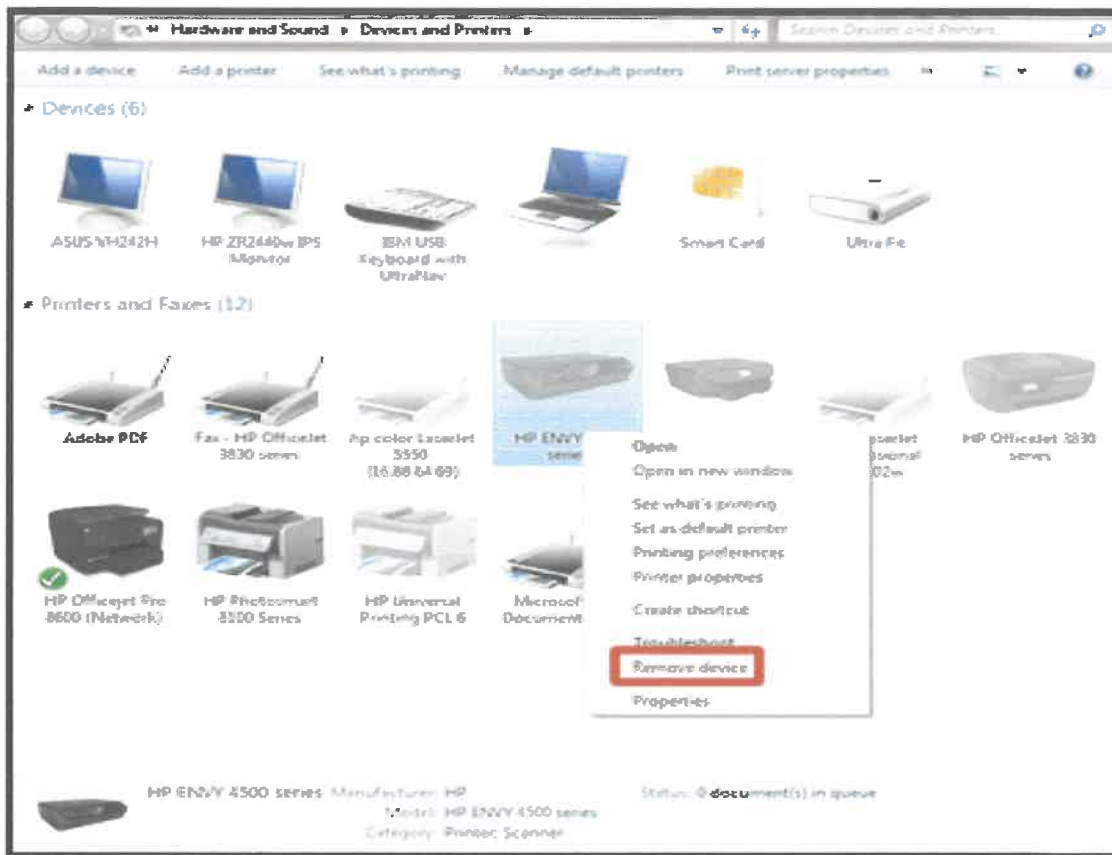 Hardware and Sound Devices and Printers
Search Devices and Printers
Add a device Add a printer See what's printing Manage default printers Print server properties
Devices (6)
ASUS VH242H HP ZR2440w IPS IBM USB Smart Card Ultra Fit
Monitor Keyboard with
UltraNav
Printers and Faxes (12)
Adobe PDF Fax - HP OfficeJet hp color LaserJet HP ENVY HP OfficeJet 3830
3830 series 5550 serie series
02w
Open
Open in new window
See what's printing
Set as default printer
Printing preferences
Printer properties
Create shortcut
Troubleshoot
Remove device
Properties
HP Officejet Pro HP Photosmart HP Universal Microsof
8600 (Network) Series Printing PCL 6 Document
HP ENVY 4500 series Manufacturer: HP Status: 0 document(s) in queue
Model: HP ENVY 4500 series
Category: Printer; Scanner